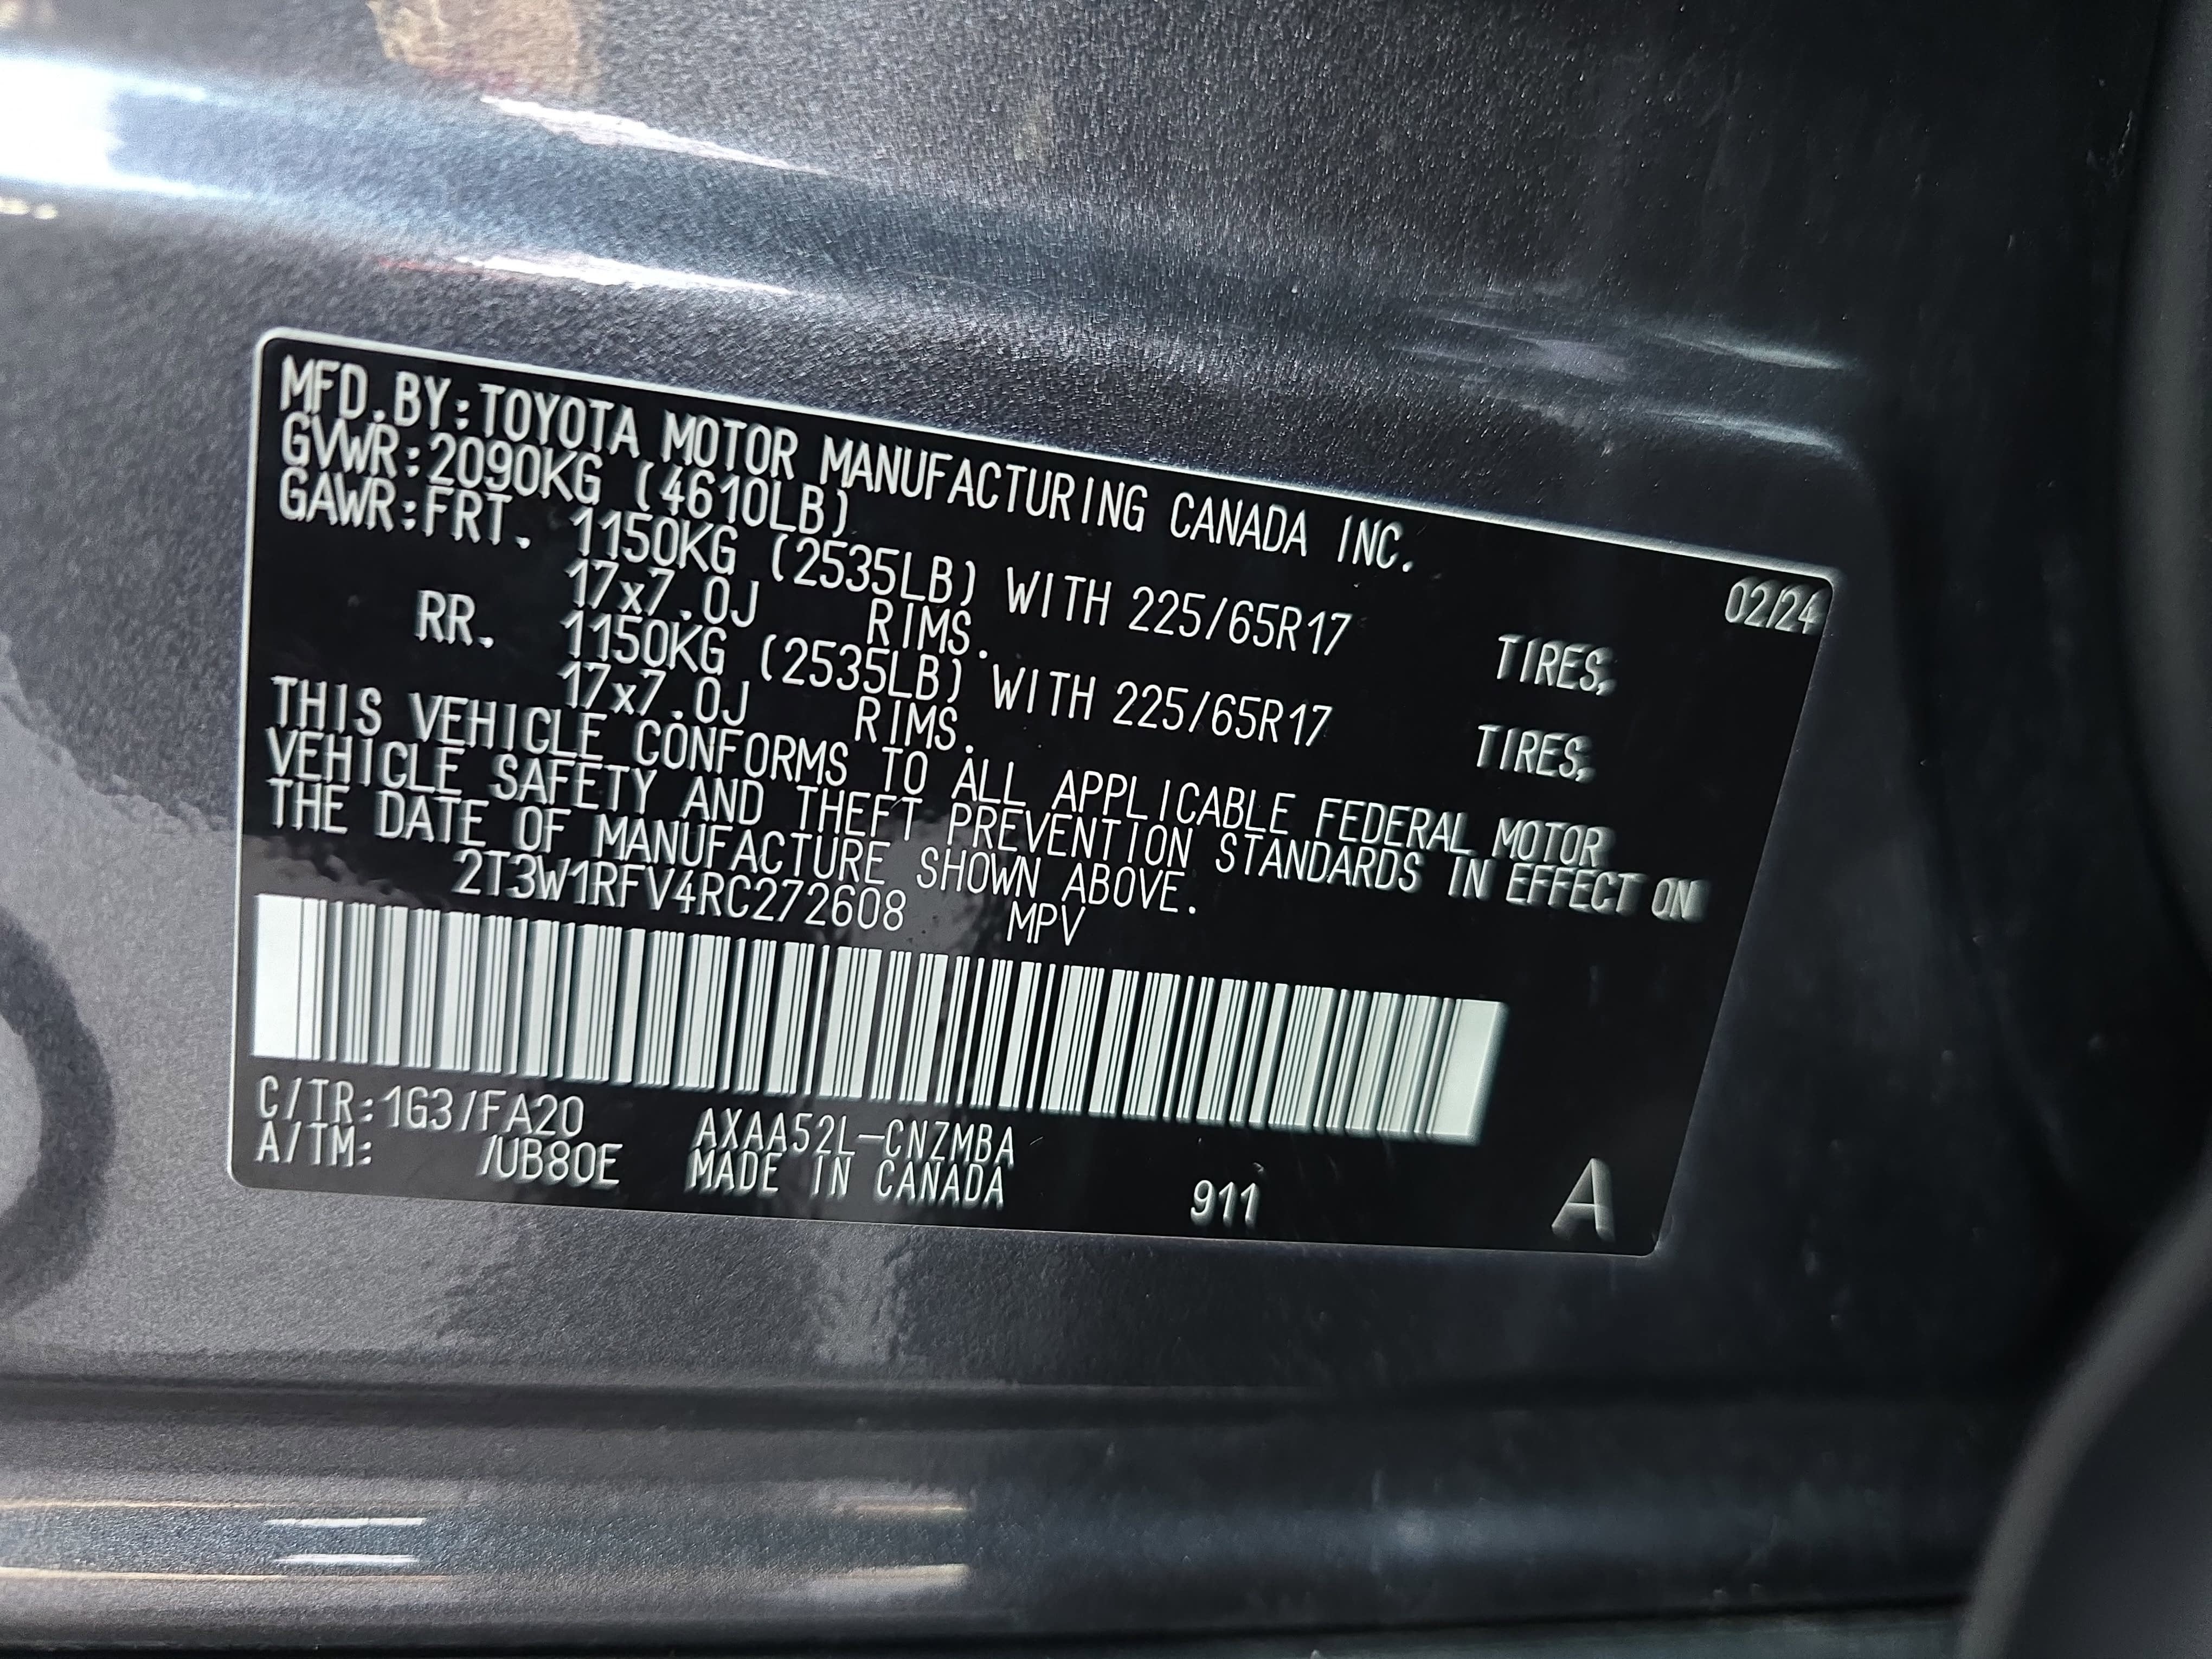 MFD.BY:TOYOTA MOTOR MANUFACTURING CANADA INC.
GVWR:2090KG (4610LB) 02/24
GAWR:FRT. 1150KG (2535LB) WITH 225/65R17 TIRES,
17x7.0J RIMS.
RR. 1150KG (2535LB) WITH 225/65R17 TIRES,
17x7.0J RIMS.
THIS VEHICLE CONFORMS TO ALL APPLICABLE FEDERAL MOTOR
VEHICLE SAFETY AND THEFT PREVENTION STANDARDS IN EFFECT ON
THE DATE OF MANUFACTURE SHOWN ABOVE.
2T3W1RFV4RC272608 MPV
C/TR:1G3/FA20 AXAA52L-CNZMBA
A/TM: /UB80E MADE IN CANADA 911 A